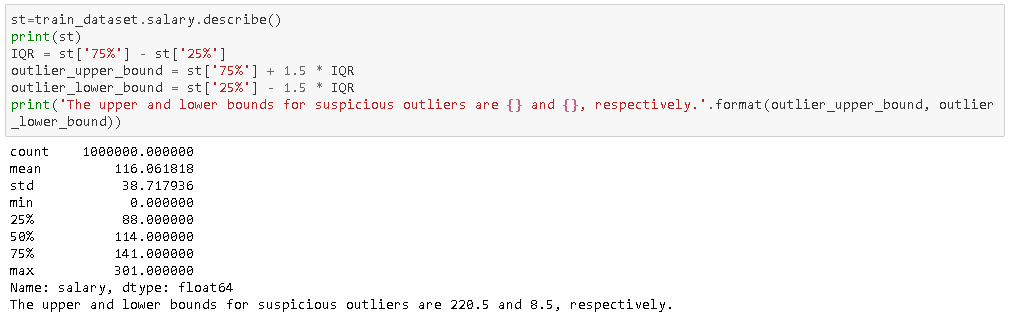 st=train_dataset.salary.describe()
print(st)
IQR = st['75%'] - st['25%']
outlier_upper_bound = st['75%'] + 1.5 * IQR
outlier_lower_bound = st['25%'] - 1.5 * IQR
print('The upper and lower bounds for suspicious outliers are {} and {}, respectively.'.format(outlier_upper_bound, outlier
_lower_bound))
count    1000000.000000
mean         116.061818
std           38.717936
min            0.000000
25%           88.000000
50%          114.000000
75%          141.000000
max          301.000000
Name: salary, dtype: float64
The upper and lower bounds for suspicious outliers are 220.5 and 8.5, respectively.